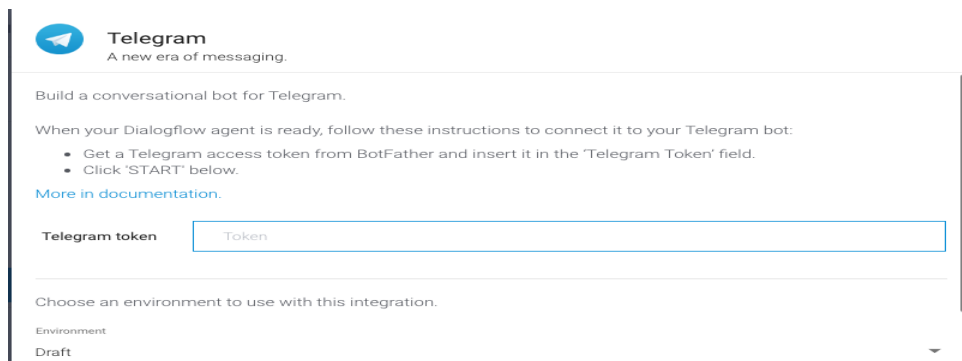 Telegram
A new era of messaging.
Build a conversational bot for Telegram.
When your Dialogflow agent is ready, follow these instructions to connect it to your Telegram bot:
• Get a Telegram access token from BotFather and insert it in the 'Telegram Token' field.
• Click 'START' below.
More in documentation.
Telegram token Token
Choose an environment to use with this integration.
Environment
Draft